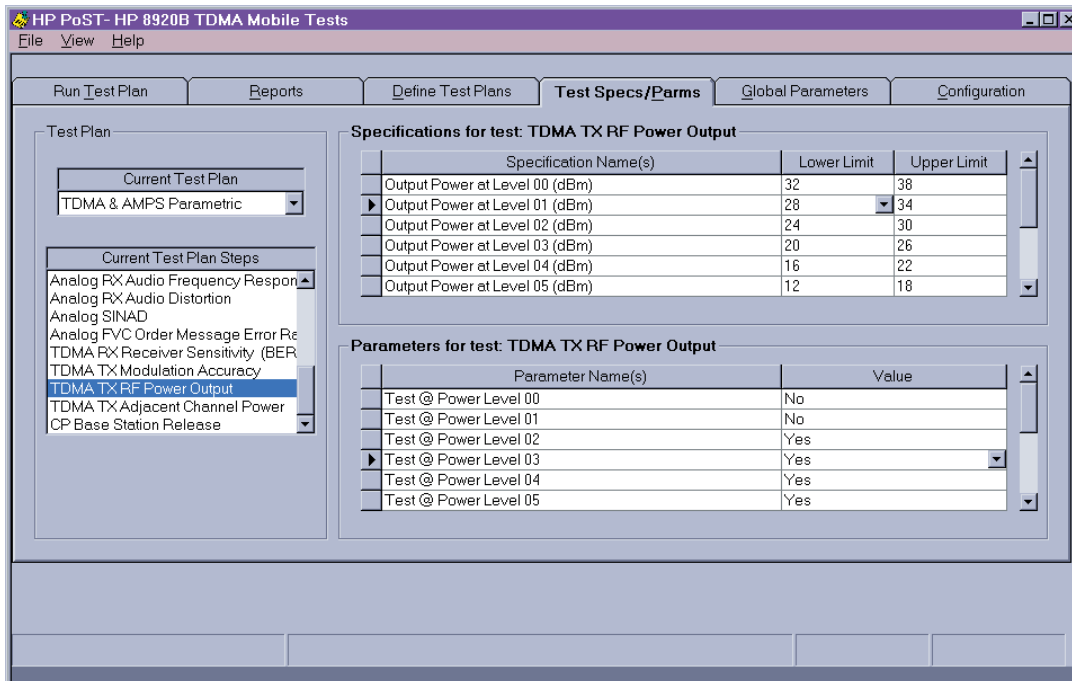 HP PoST- HP 8920B TDMA Mobile Tests
File View Help
Run Test Plan Reports Define Test Plans Test Specs/Parms Global Parameters Configuration
Test Plan
Current Test Plan
TDMA & AMPS Parametric
Current Test Plan Steps
Analog RX Audio Frequency Respon
Analog RX Audio Distortion
Analog SINAD
Analog FVC Order Message Error Ra
TDMA RX Receiver Sensitivity (BER
TDMA TX Modulation Accuracy
TDMA TX RF Power Output
TDMA TX Adjacent Channel Power
CP Base Station Release
Specifications for test: TDMA TX RF Power Output
Specification Name(s) Lower Limit Upper Limit
Output Power at Level 00 (dBm) 32 38
Output Power at Level 01 (dBm) 28 34
Output Power at Level 02 (dBm) 24 30
Output Power at Level 03 (dBm) 20 26
Output Power at Level 04 (dBm) 16 22
Output Power at Level 05 (dBm) 12 18
Parameters for test: TDMA TX RF Power Output
Parameter Name(s) Value
Test @ Power Level 00 No
Test @ Power Level 01 No
Test @ Power Level 02 Yes
Test @ Power Level 03 Yes
Test @ Power Level 04 Yes
Test @ Power Level 05 Yes